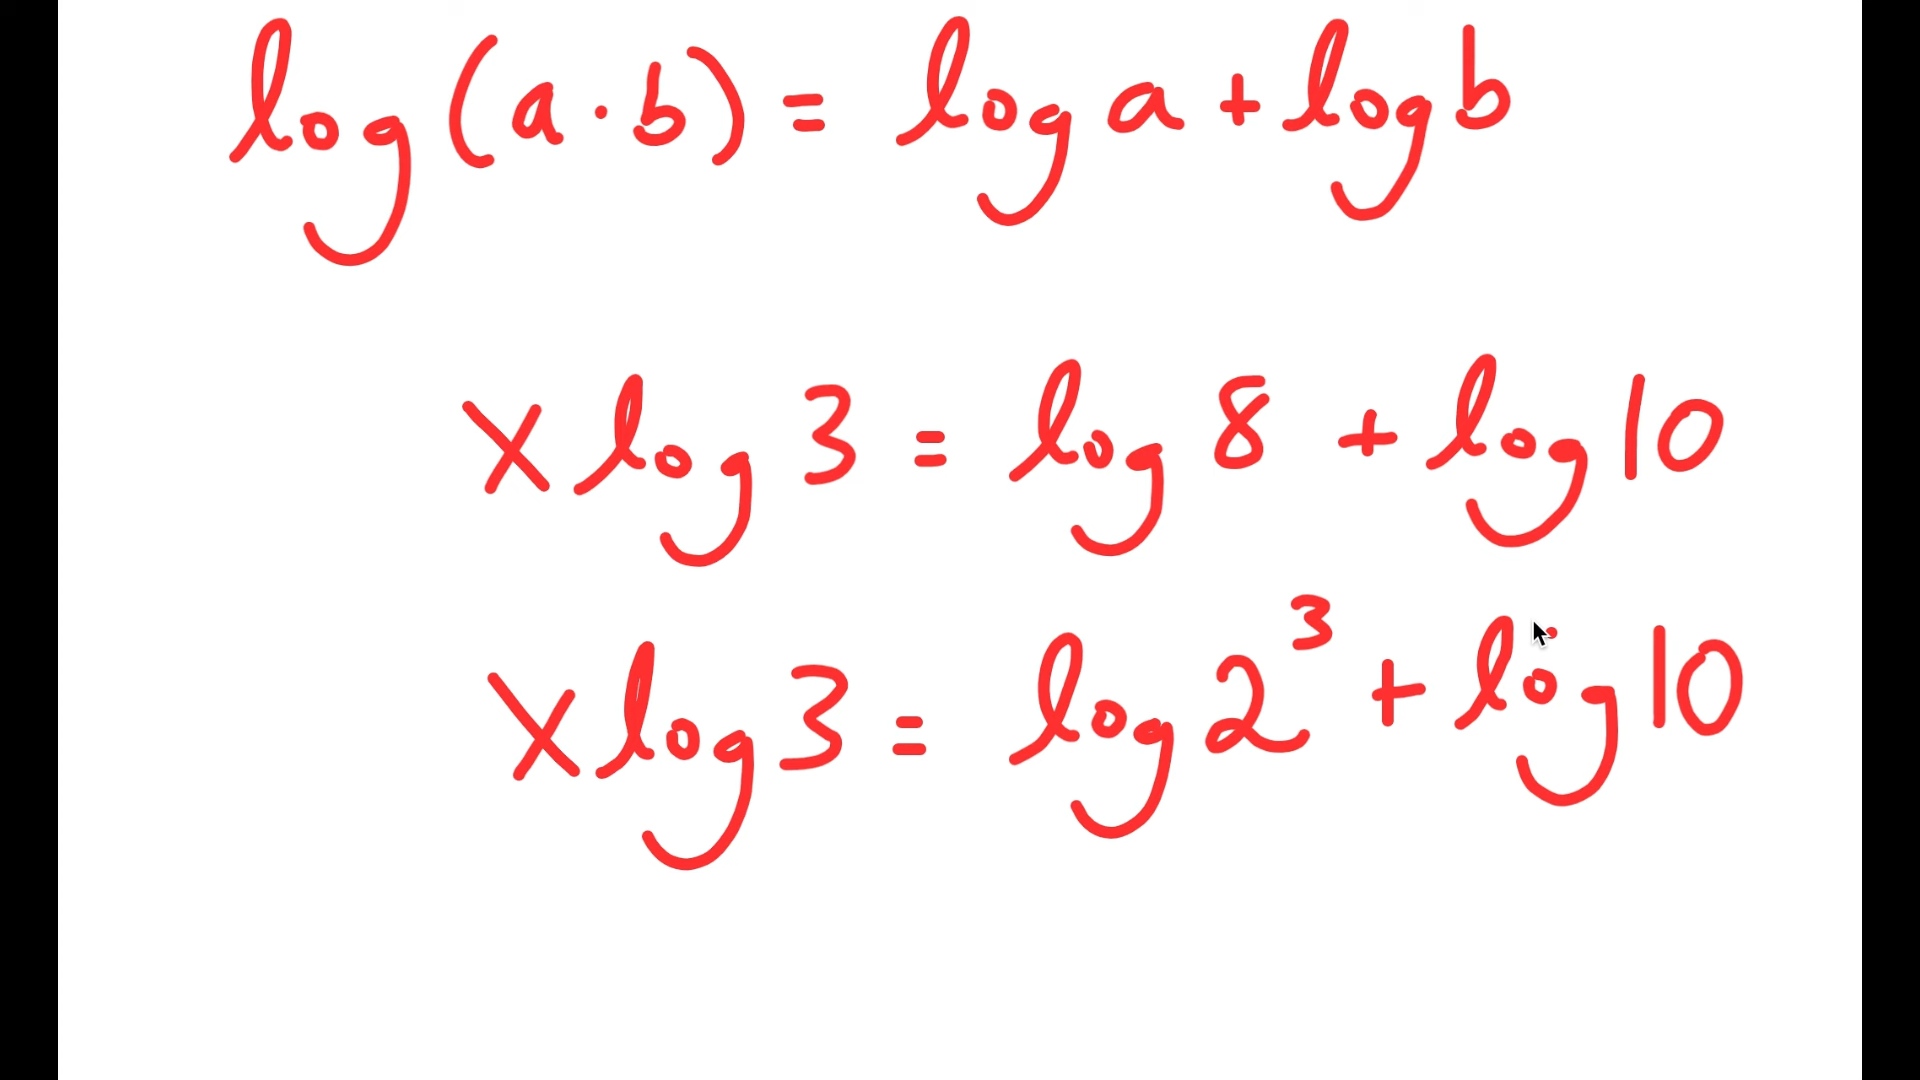 log (a · b) = log a + log b
x log 3 = log 8 + log 10
x log 3 = log 2³ + log 10